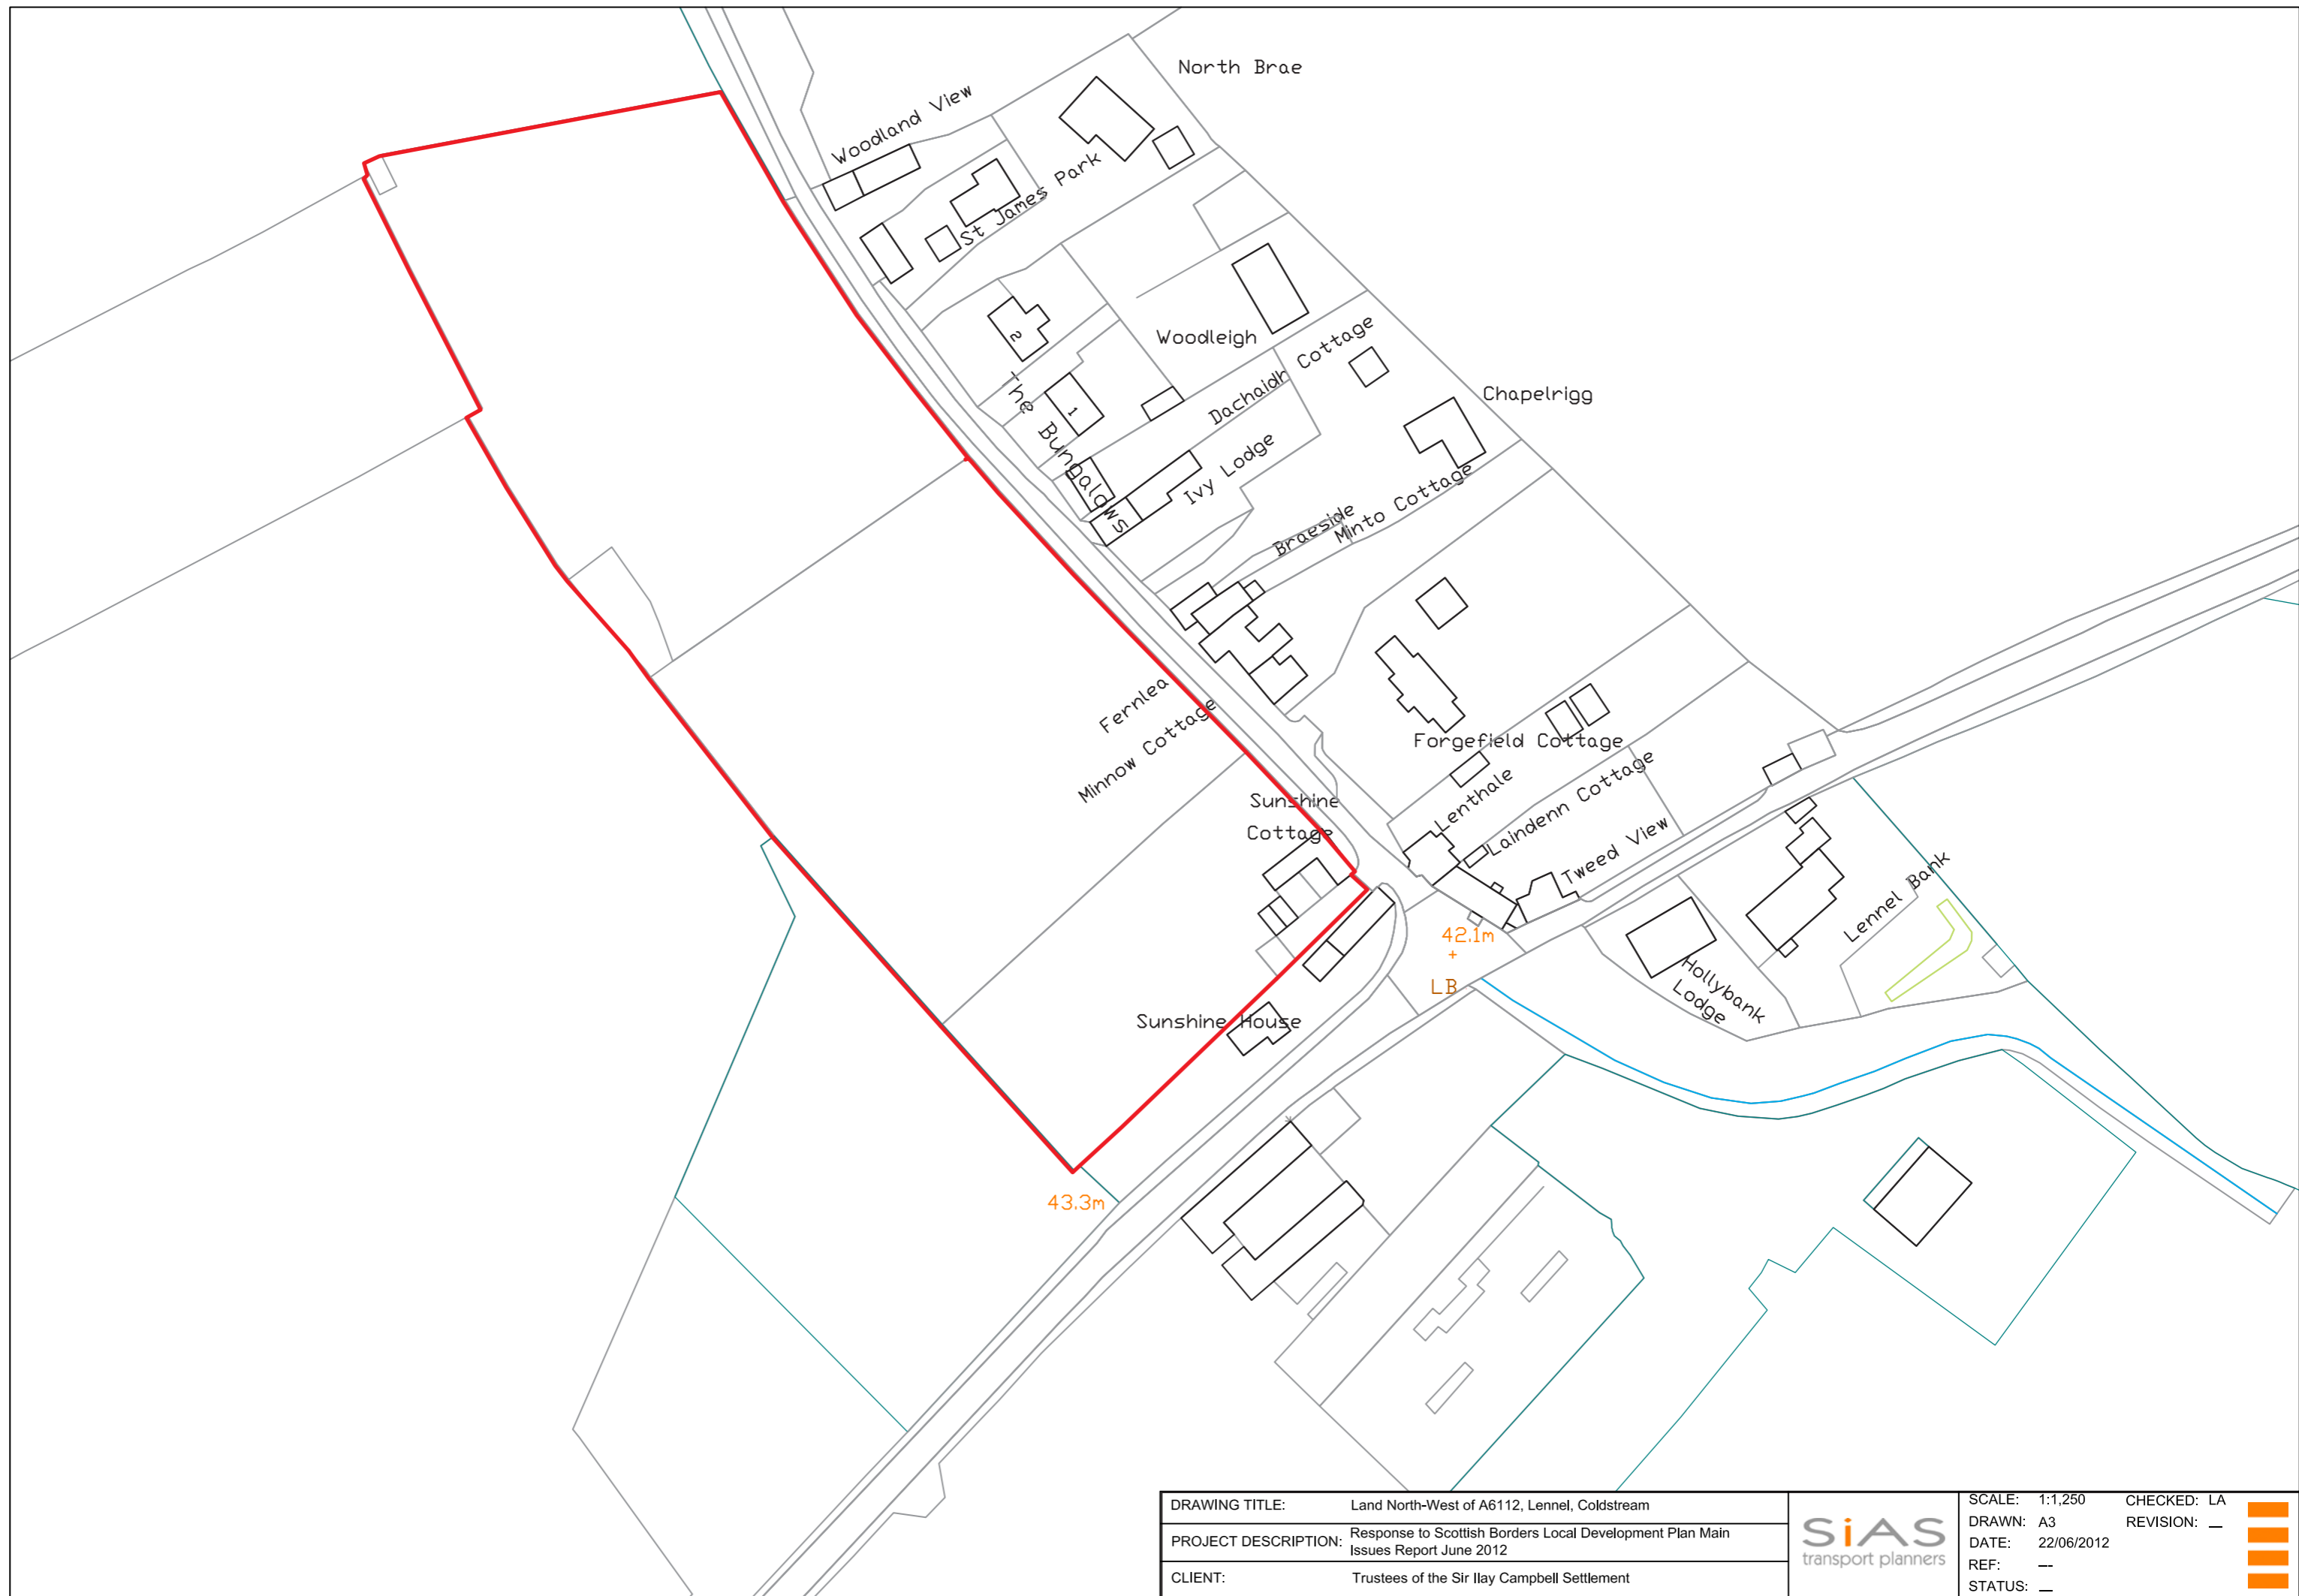 North Brae
Woodland View
St James Park
2
Woodleigh
Dachaidh Cottage
The Bungalows
1
Chapelrigg
Ivy Lodge
Braeside
Minto Cottage
Fernlea
Minnow Cottage
Forgefield Cottage
Lenthale
Laindenn Cottage
Sunshine
Cottage
Tweed View
Lennel Bank
42.1m
+
LB
Hollybank
Lodge
Sunshine House
43.3m
DRAWING TITLE: Land North-West of A6112, Lennel, Coldstream
PROJECT DESCRIPTION: Response to Scottish Borders Local Development Plan Main
Issues Report June 2012
CLIENT: Trustees of the Sir Ilay Campbell Settlement
SiAS
transport planners
SCALE: 1:1,250 CHECKED: LA
DRAWN: A3 REVISION: __
DATE: 22/06/2012
REF: ---
STATUS: __